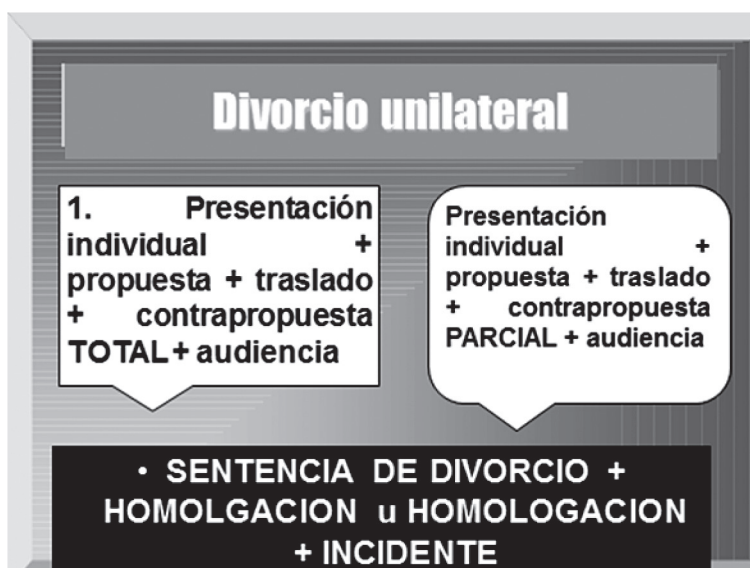 Divorcio unilateral
1. Presentación
individual +
propuesta + traslado
+ contrapropuesta
TOTAL + audiencia
Presentación
individual +
propuesta + traslado
+ contrapropuesta
PARCIAL + audiencia
• SENTENCIA DE DIVORCIO +
HOMOLGACION u HOMOLOGACION
+ INCIDENTE